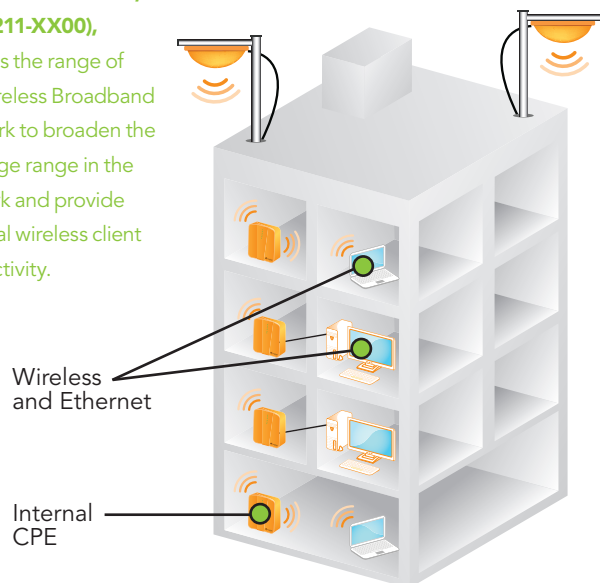 211-XX00),
s the range of
reless Broadband
rk to broaden the
ge range in the
k and provide
al wireless client
ctivity.
Wireless
and Ethernet
Internal
CPE